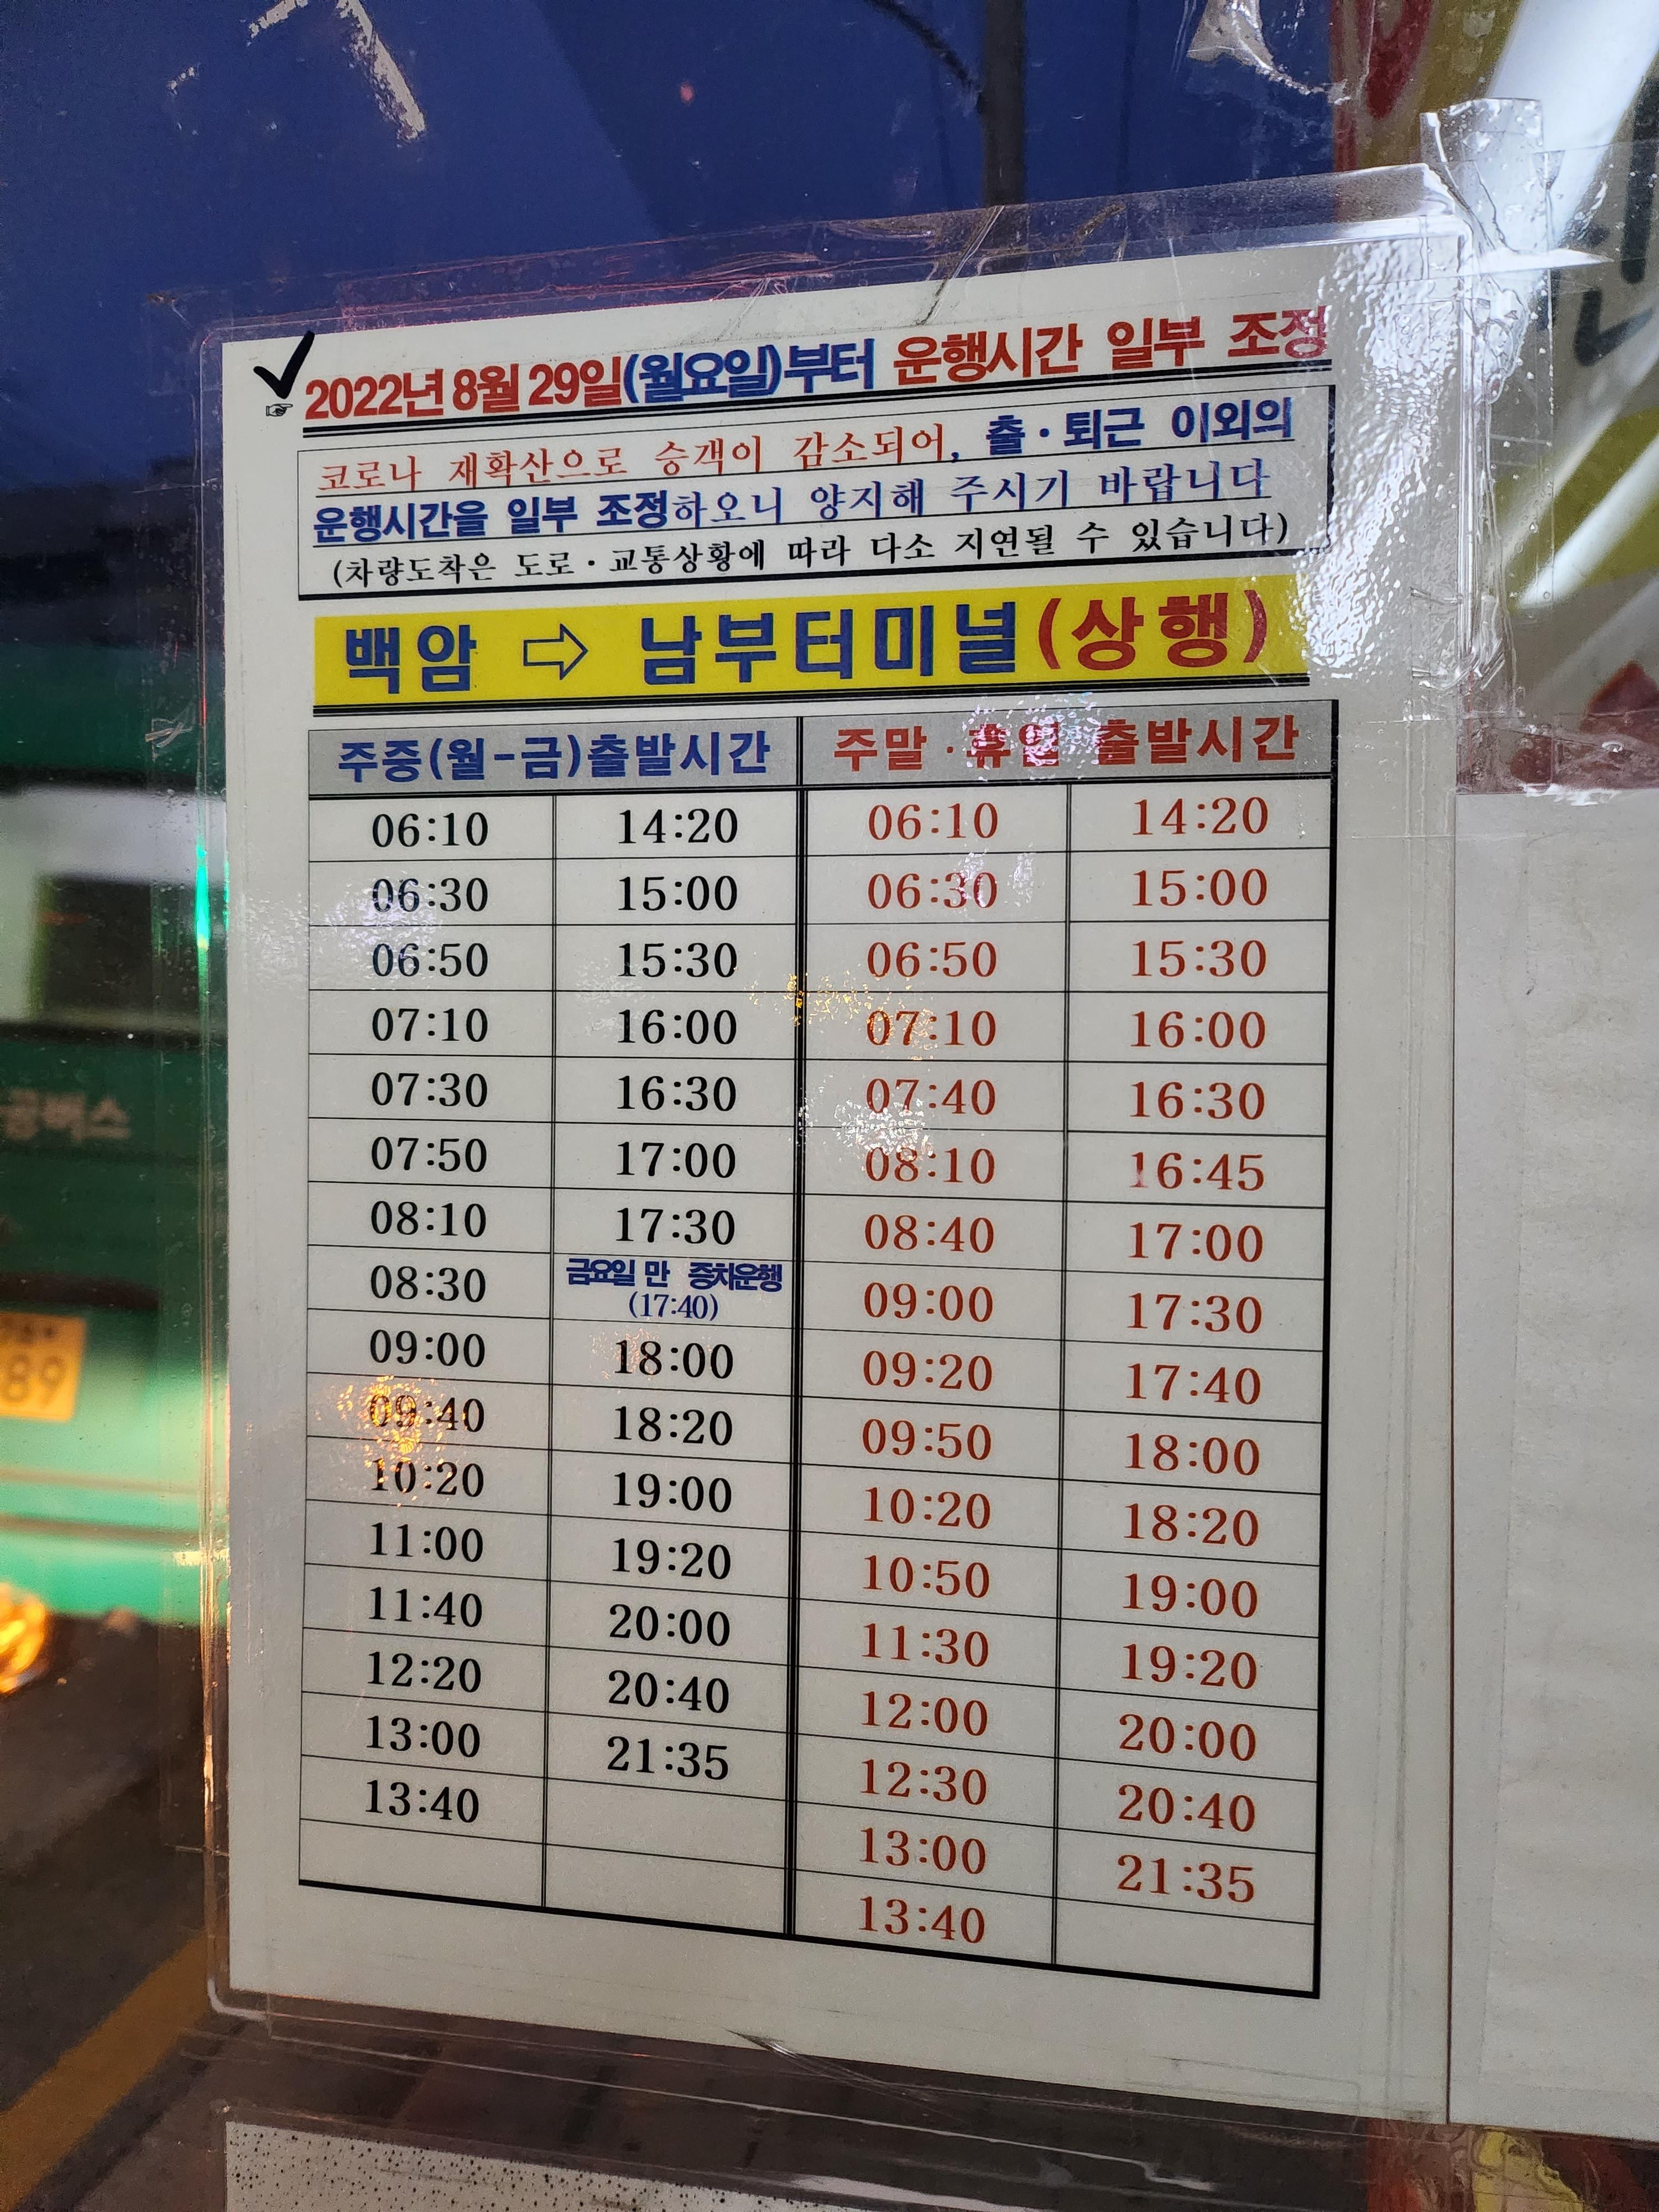 2022년 8월 29일(월요일)부터 운행시간 일부 조정
코로나 재확산으로 승객이 감소되어, 출·퇴근 이외의
운행시간을 일부 조정하오니 양지해 주시기 바랍니다
(차량도착은 도로·교통상황에 따라 다소 지연될 수 있습니다)
백암 ⇨ 남부터미널(상행)
주중(월-금)출발시간 주말·휴일 출발시간
06:10 14:20 06:10 14:20
06:30 15:00 06:30 15:00
06:50 15:30 06:50 15:30
07:10 16:00 07:10 16:00
07:30 16:30 07:40 16:30
07:50 17:00 08:10 16:45
08:10 17:30 08:40 17:00
08:30 금요일 만 증차운행 (17:40) 09:00 17:30
09:00 18:00 09:20 17:40
09:40 18:20 09:50 18:00
10:20 19:00 10:20 18:20
11:00 19:20 10:50 19:00
11:40 20:00 11:30 19:20
12:20 20:40 12:00 20:00
13:00 21:35 12:30 20:40
13:40 13:00 21:35
13:40
공버스
89